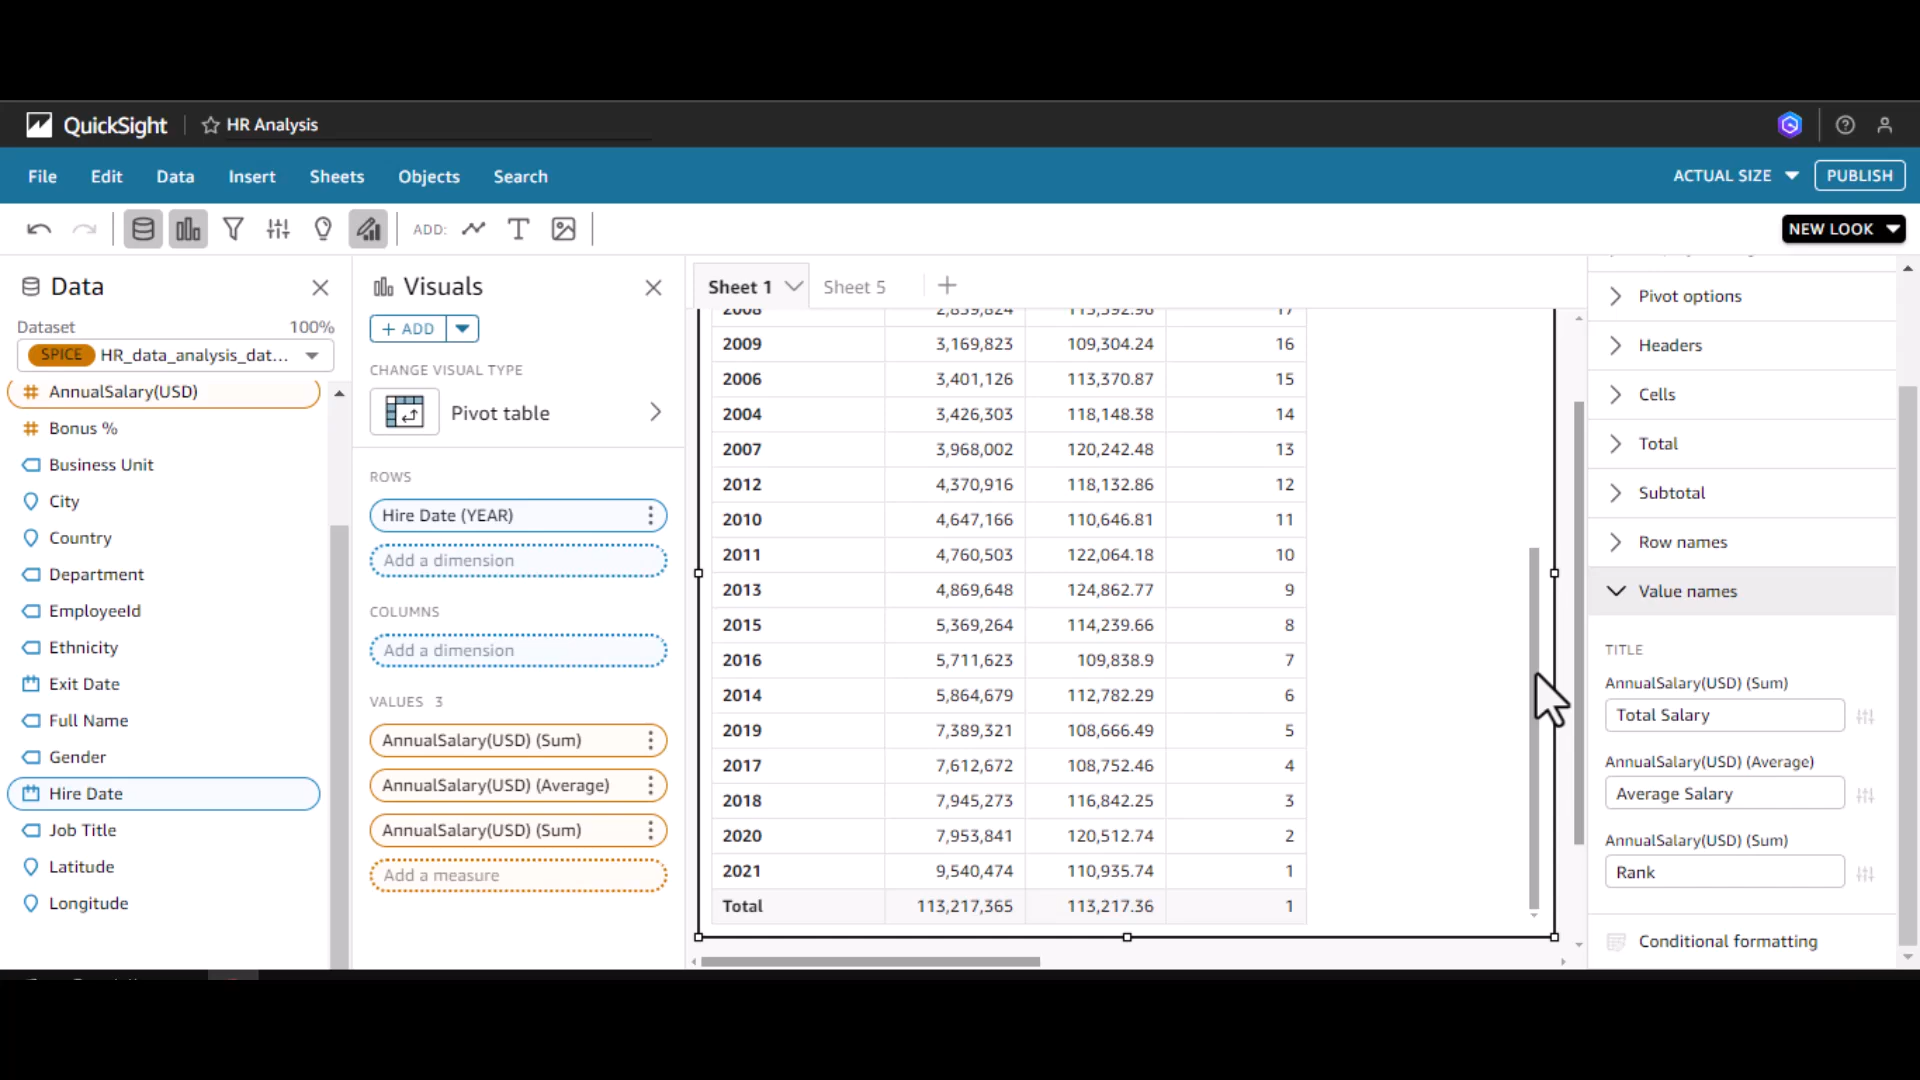 QuickSight HR Analysis
File Edit Data Insert Sheets Objects Search ACTUAL SIZE PUBLISH
ADD: NEW LOOK
Data
Dataset 100%
SPICE HR_data_analysis_dat...
AnnualSalary(USD)
Bonus %
Business Unit
City
Country
Department
EmployeeId
Ethnicity
Exit Date
Full Name
Gender
Hire Date
Job Title
Latitude
Longitude
Visuals
+ ADD
CHANGE VISUAL TYPE
Pivot table
ROWS
Hire Date (YEAR)
Add a dimension
COLUMNS
Add a dimension
VALUES 3
AnnualSalary(USD) (Sum)
AnnualSalary(USD) (Average)
AnnualSalary(USD) (Sum)
Add a measure
Sheet 1 Sheet 5 +
2008 2,839,824 113,592.96 17
2009 3,169,823 109,304.24 16
2006 3,401,126 113,370.87 15
2004 3,426,303 118,148.38 14
2007 3,968,002 120,242.48 13
2012 4,370,916 118,132.86 12
2010 4,647,166 110,646.81 11
2011 4,760,503 122,064.18 10
2013 4,869,648 124,862.77 9
2015 5,369,264 114,239.66 8
2016 5,711,623 109,838.9 7
2014 5,864,679 112,782.29 6
2019 7,389,321 108,666.49 5
2017 7,612,672 108,752.46 4
2018 7,945,273 116,842.25 3
2020 7,953,841 120,512.74 2
2021 9,540,474 110,935.74 1
Total 113,217,365 113,217.36 1
Pivot options
Headers
Cells
Total
Subtotal
Row names
Value names
TITLE
AnnualSalary(USD) (Sum)
Total Salary
AnnualSalary(USD) (Average)
Average Salary
AnnualSalary(USD) (Sum)
Rank
Conditional formatting